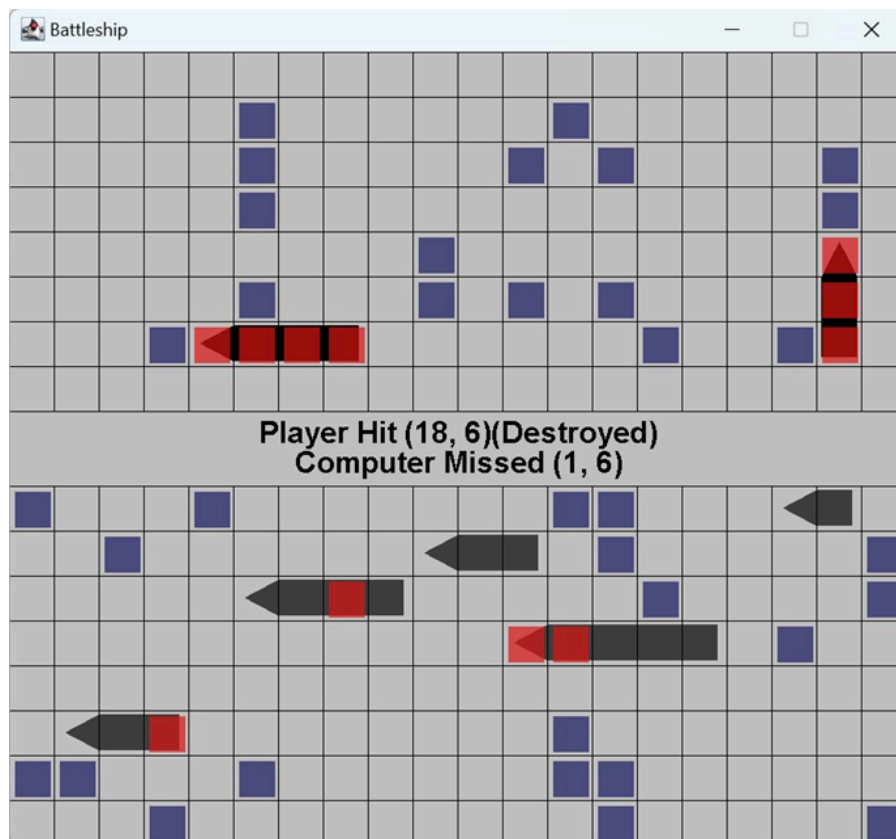 Battleship
Player Hit (18, 6)(Destroyed)
Computer Missed (1, 6)